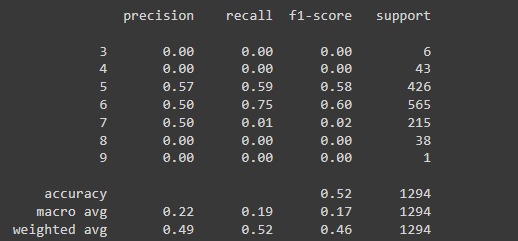 precision recall f1-score support
3 0.00 0.00 0.00 6
4 0.00 0.00 0.00 43
5 0.57 0.59 0.58 426
6 0.50 0.75 0.60 565
7 0.50 0.01 0.02 215
8 0.00 0.00 0.00 38
9 0.00 0.00 0.00 1
accuracy 0.52 1294
macro avg 0.22 0.19 0.17 1294
weighted avg 0.49 0.52 0.46 1294